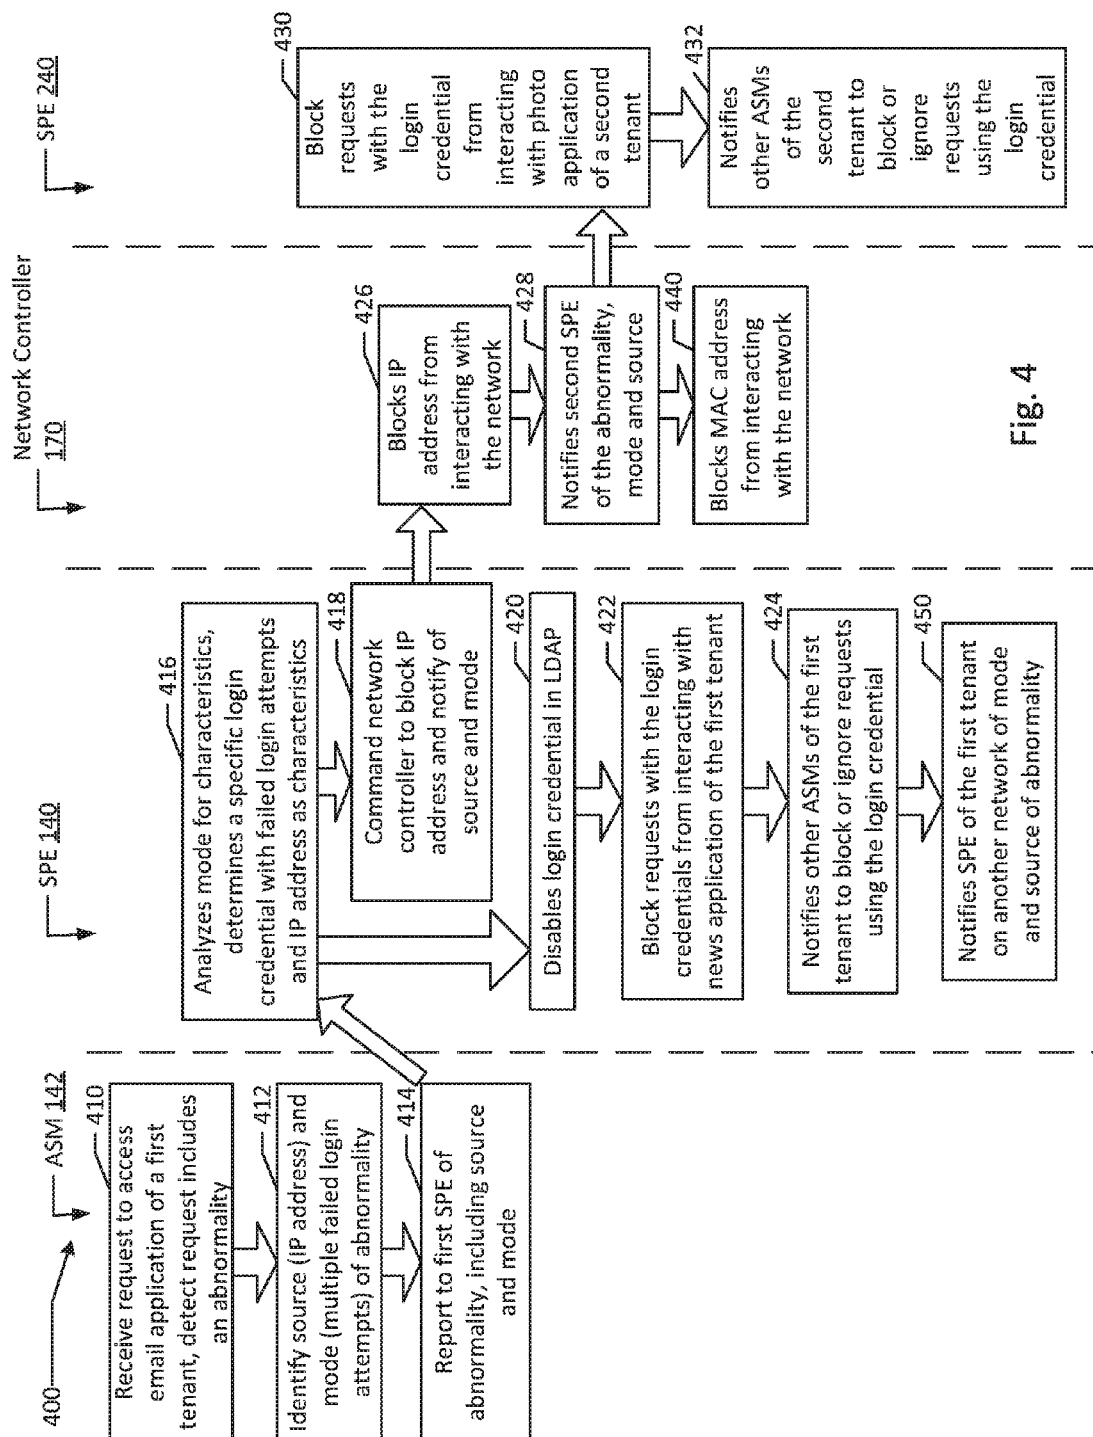 400
ASM 142
410
Receive request to access
email application of a first
tenant, detect request includes
an abnormality
412
Identify source (IP address) and
mode (multiple failed login
attempts) of abnormality
414
Report to first SPE of
abnormality, including source
and mode
SPE 140
416
Analyzes mode for characteristics,
determines a specific login
credential with failed login attempts
and IP address as characteristics
418
Command network
controller to block IP
address and notify of
source and mode
420
Disables login credential in LDAP
422
Block requests with the login
credentials from interacting with
news application of the first tenant
424
Notifies other ASMs of the first
tenant to block or ignore requests
using the login credential
450
Notifies SPE of the first tenant
on another network of mode
and source of abnormality
Network Controller
170
426
Blocks IP
address from
interacting with
the network
428
Notifies second SPE
of the abnormality,
mode and source
440
Blocks MAC address
from interacting
with the network
SPE 240
430
Block
requests
with the
login
credential
from
interacting
with photo
application
of a second
tenant
432
Notifies
other ASMs
of the
second
tenant to
block or
ignore
requests
using the
login
credential
Fig. 4